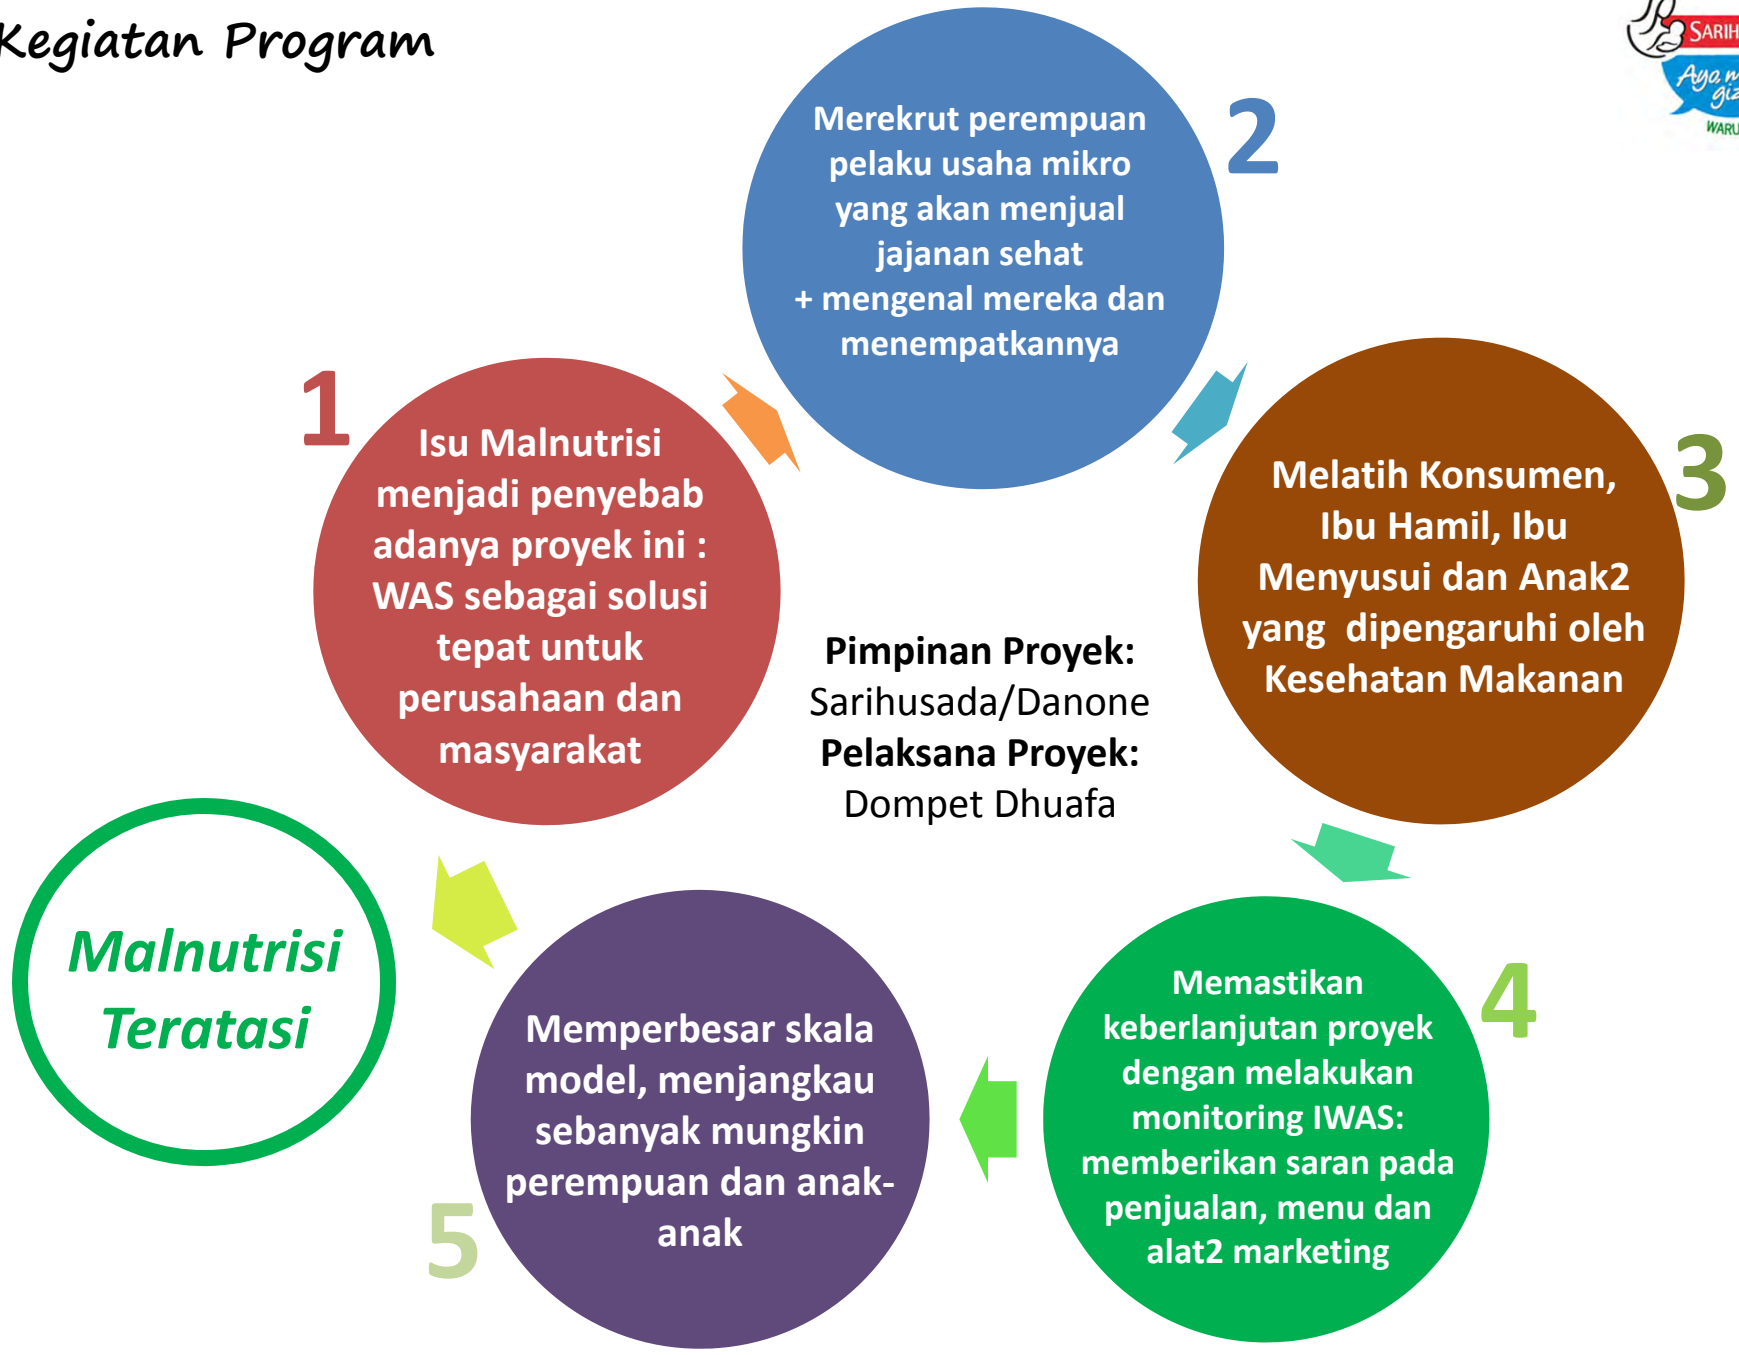 Kegiatan Program
SARIH
Ayo
WARU
1
Isu Malnutrisi
menjadi penyebab
adanya proyek ini :
WAS sebagai solusi
tepat untuk
perusahaan dan
masyarakat
2
Merekrut perempuan
pelaku usaha mikro
yang akan menjual
jajanan sehat
+ mengenal mereka dan
menempatkannya
3
Melatih Konsumen,
Ibu Hamil, Ibu
Menyusui dan Anak2
yang dipengaruhi oleh
Kesehatan Makanan
Pimpinan Proyek:
Sarihusada/Danone
Pelaksana Proyek:
Dompet Dhuafa
4
Memastikan
keberlanjutan proyek
dengan melakukan
monitoring IWAS:
memberikan saran pada
penjualan, menu dan
alat2 marketing
5
Memperbesar skala
model, menjangkau
sebanyak mungkin
perempuan dan anak-
anak
Malnutrisi
Teratasi